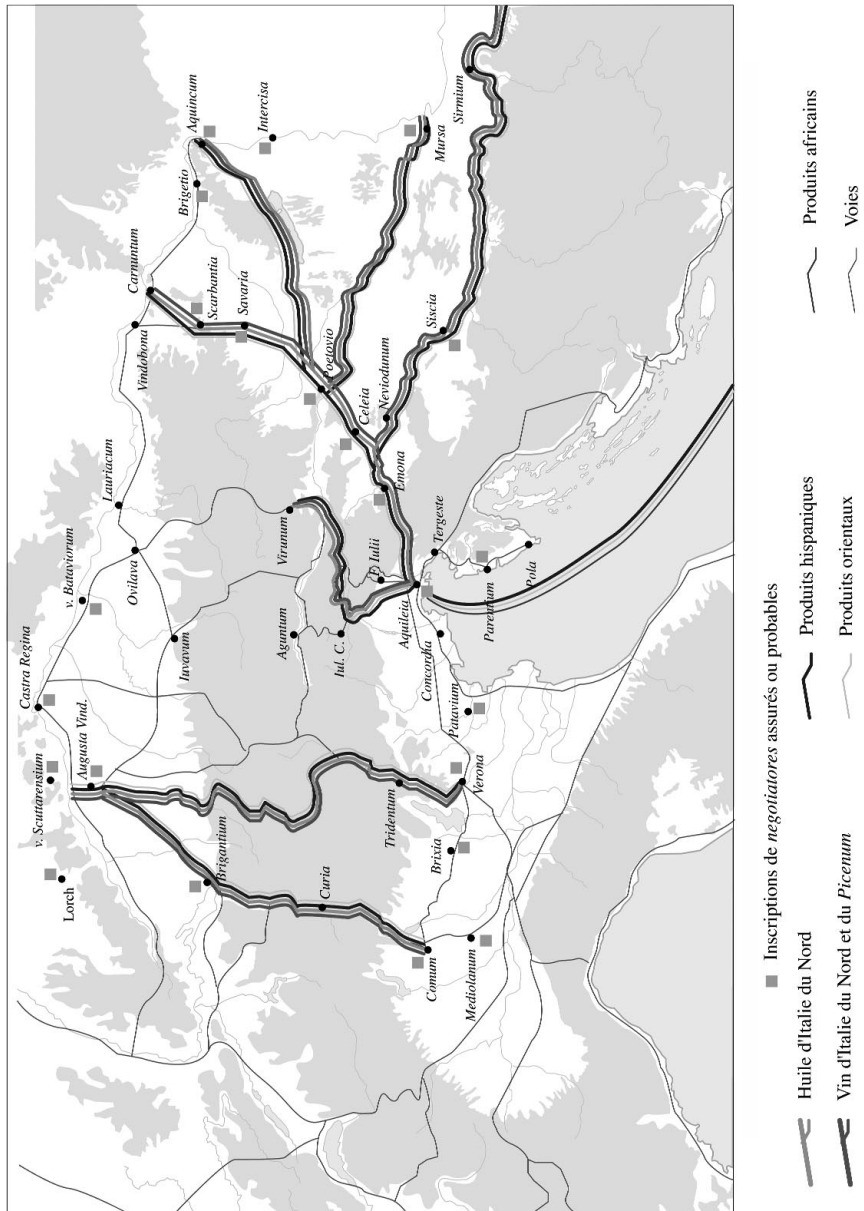 Lorch
v. Scuttarensium
Castra Regina
Augusta Vind.
v. Bataviorum
Lauriacum
Ovilava
Iuvavum
Vindobona
Carnuntum
Scarbantia
Savaria
Brigetio
Aquincum
Intercisa
Brigantium
Curia
Virunum
Aguntum
Iul. C.
F. Iulii
Poetovio
Celeia
Neviodunum
Emona
Siscia
Mursa
Sirmium
Tridentum
Comum
Mediolanum
Brixia
Verona
Patavium
Concordia
Aquileia
Tergeste
Parentium
Pola
Inscriptions de negotiatores assurés ou probables
Huile d'Italie du Nord
Vin d'Italie du Nord et du Picenum
Produits hispaniques
Produits orientaux
Produits africains
Voies